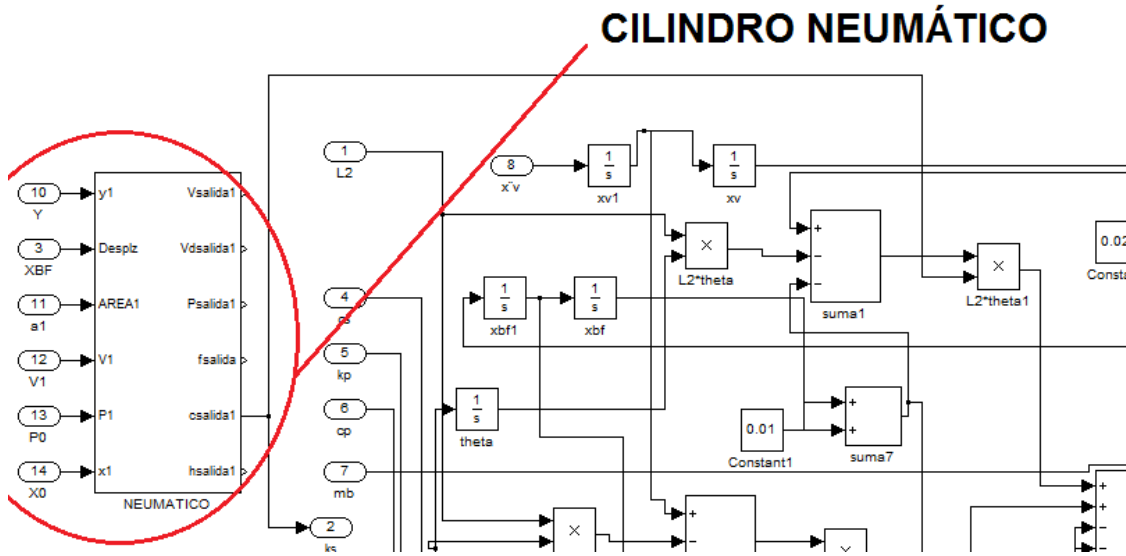 CILINDRO NEUMÁTICO
10
Y
3
XBF
11
a1
12
V1
13
P0
14
X0
y1
Desplz
AREA1
V1
P1
x1
Vsalida1
Vdsalida1
Psalida1
fsalida
csalida1
hsalida1
NEUMATICO
1
L2
4
5
kp
6
cp
7
mb
2
ks
8
x¨v
1
s
xv1
1
s
xv
×
L2*theta
+
−
−
suma1
×
L2*theta1
0.02
1
s
xbf1
1
s
xbf
1
s
theta
0.01
Constant1
+
+
suma7
×
+
−
×
+
+
−
−